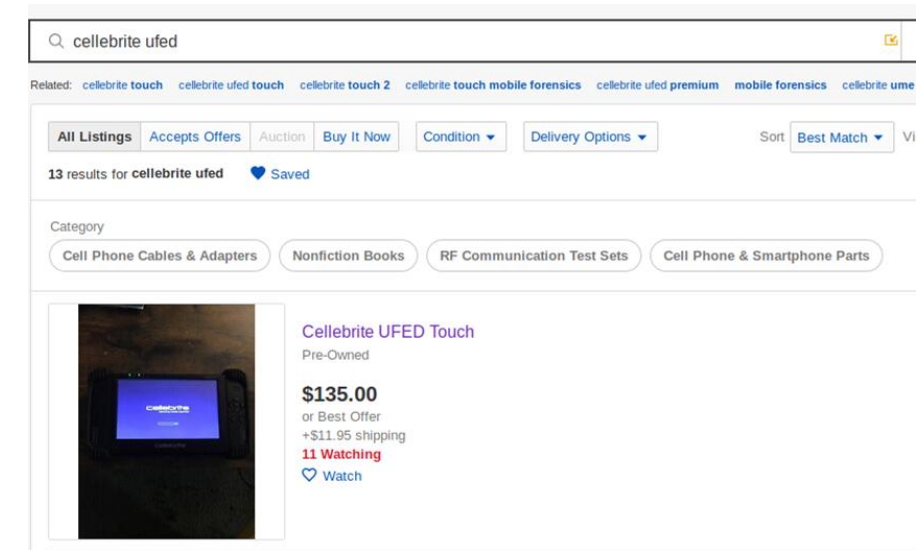 cellebrite ufed
Related: cellebrite touch cellebrite ufed touch cellebrite touch 2 cellebrite touch mobile forensics cellebrite ufed premium mobile forensics cellebrite ume
All Listings Accepts Offers Auction Buy It Now Condition Delivery Options Sort Best Match Vi
13 results for cellebrite ufed Saved
Category
Cell Phone Cables & Adapters Nonfiction Books RF Communication Test Sets Cell Phone & Smartphone Parts
Cellebrite UFED Touch
Pre-Owned
$135.00
or Best Offer
+$11.95 shipping
11 Watching
Watch
cellebrite